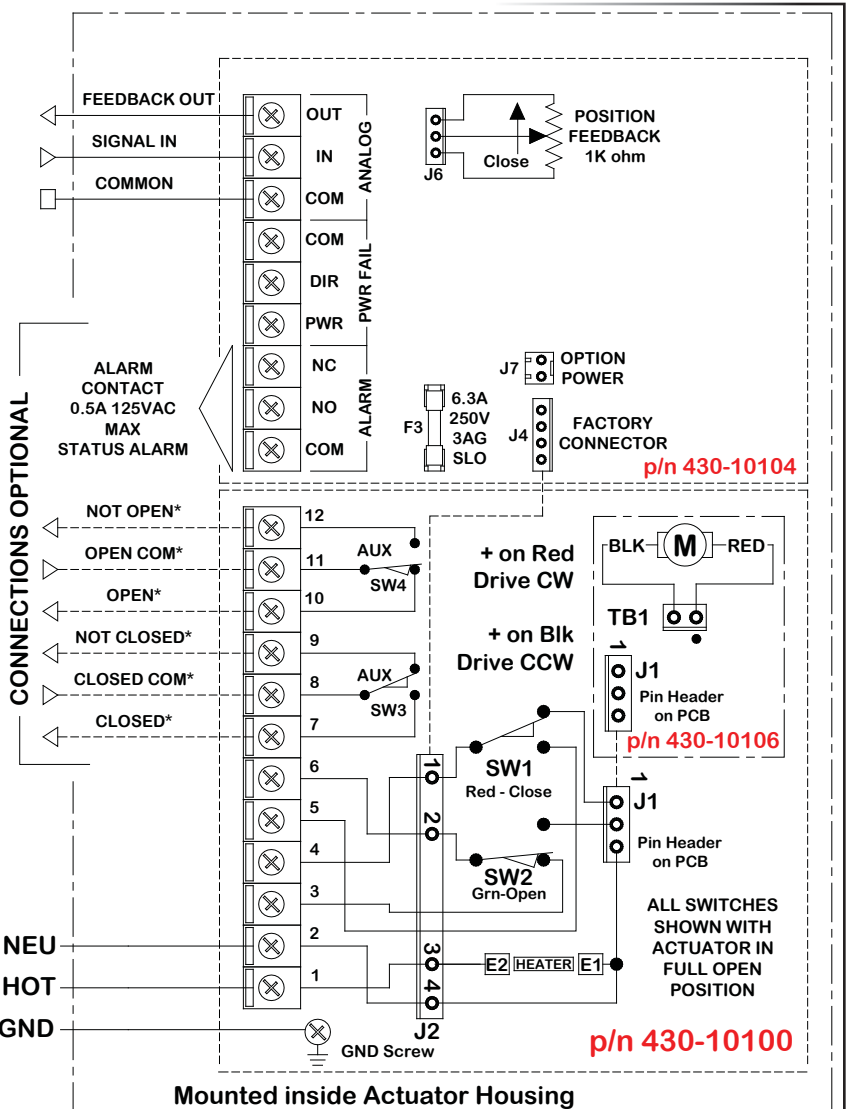 FEEDBACK OUT
SIGNAL IN
COMMON
OUT
IN
COM
ANALOG
COM
DIR
PWR
PWR FAIL
NC
NO
COM
ALARM
J6
Close
POSITION
FEEDBACK
1K ohm
CONNECTIONS OPTIONAL
ALARM
CONTACT
0.5A 125VAC
MAX
STATUS ALARM
F3
6.3A
250V
3AG
SLO
J7
OPTION
POWER
J4
FACTORY
CONNECTOR
p/n 430-10104
NOT OPEN*
OPEN COM*
OPEN*
NOT CLOSED*
CLOSED COM*
CLOSED*
12
11
10
9
8
7
6
5
4
3
2
1
AUX
SW4
AUX
SW3
+ on Red
Drive CW
+ on Blk
Drive CCW
BLK
M
RED
TB1
1
J1
Pin Header
on PCB
p/n 430-10106
SW1
Red - Close
1
J1
Pin Header
on PCB
SW2
Grn-Open
1
2
3
4
J2
E2
HEATER
E1
ALL SWITCHES
SHOWN WITH
ACTUATOR IN
FULL OPEN
POSITION
NEU
HOT
GND
GND Screw
p/n 430-10100
Mounted inside Actuator Housing